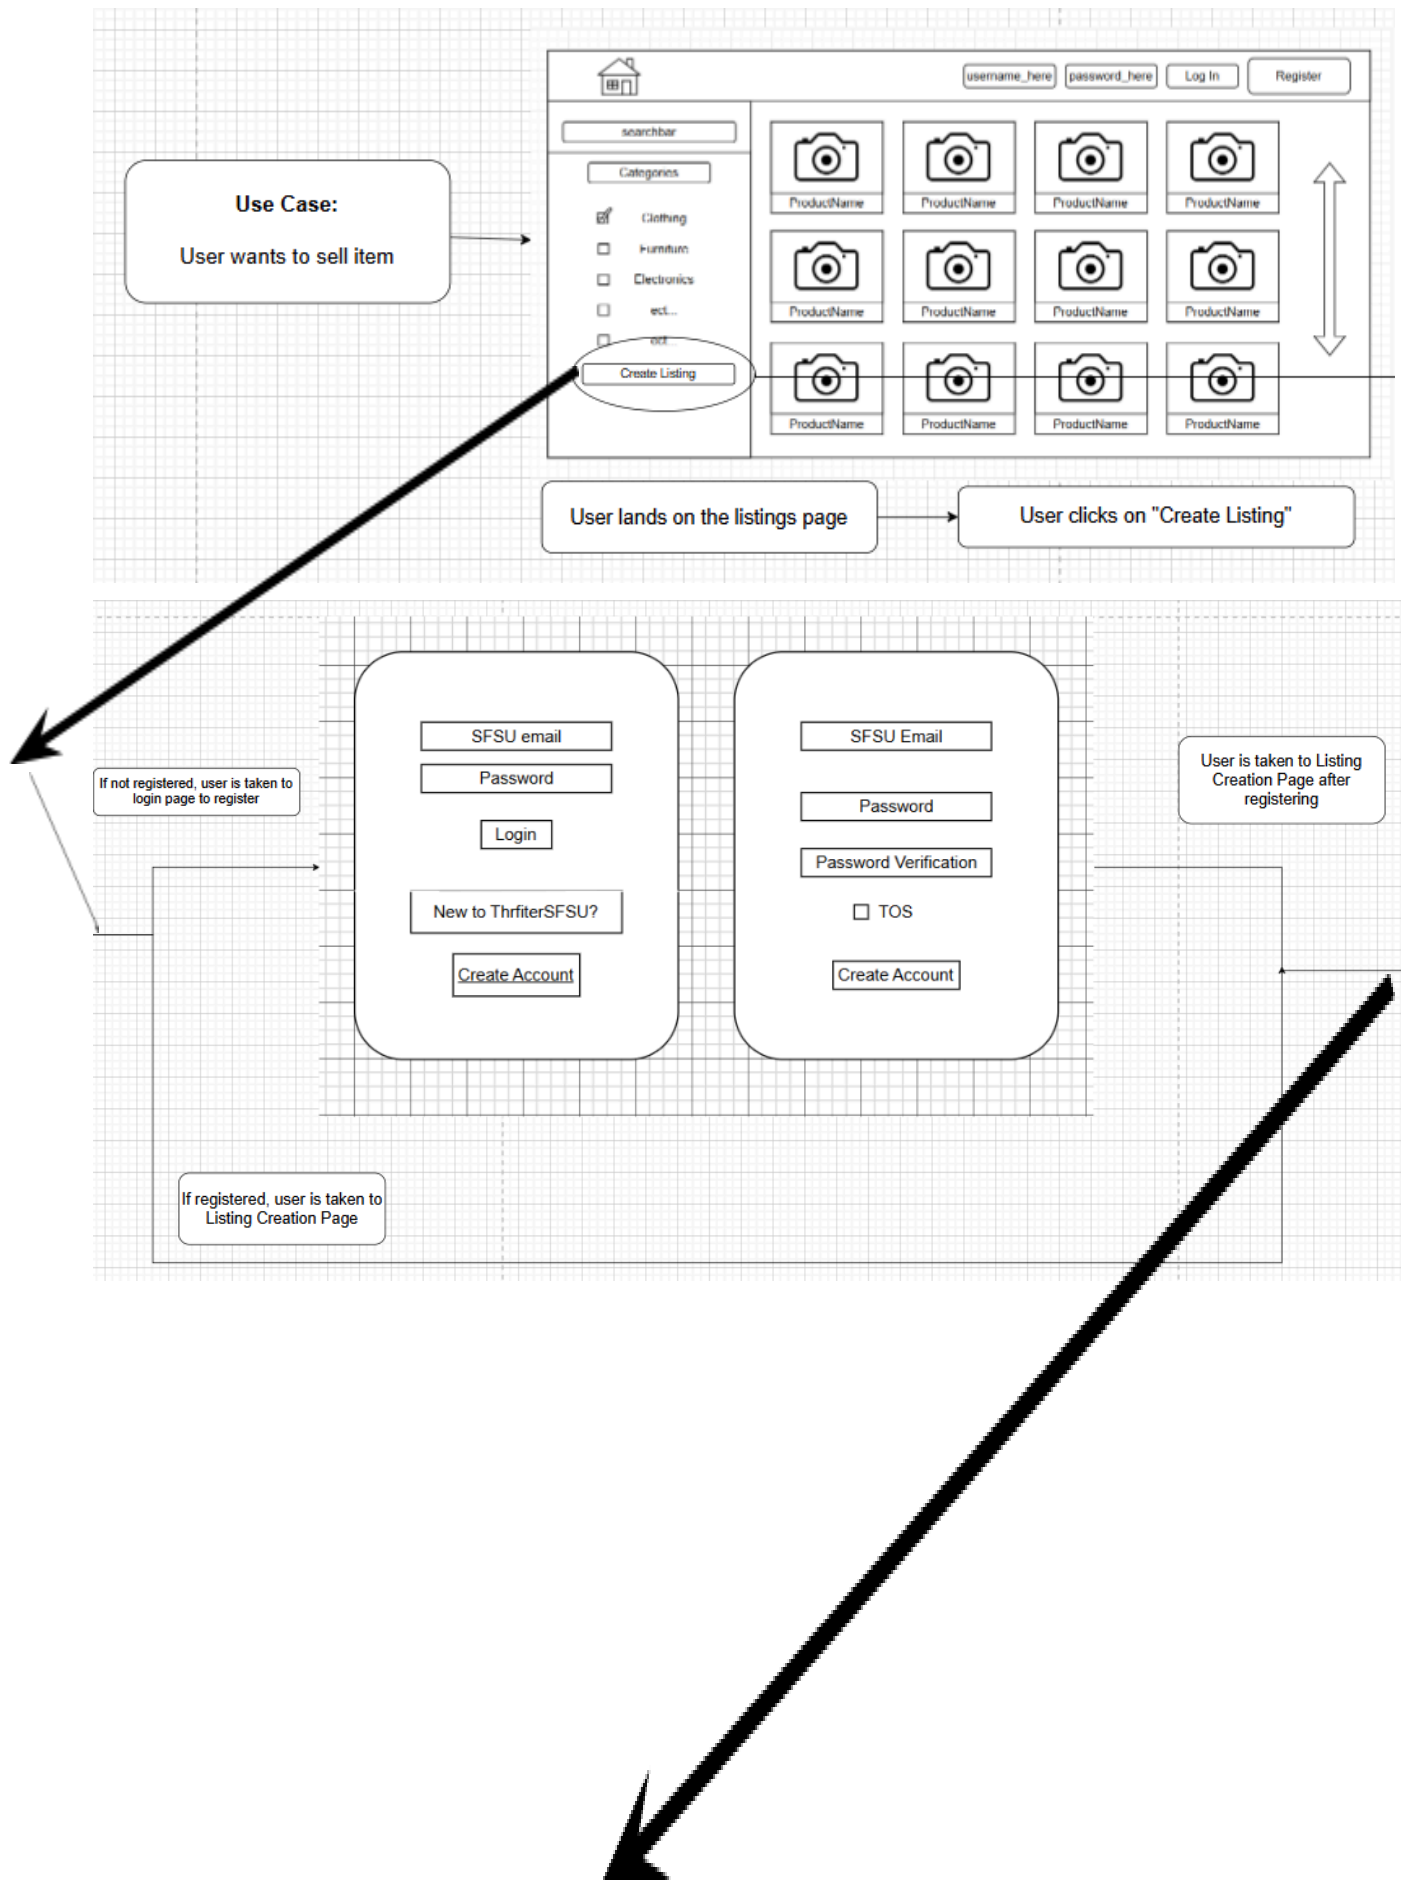 username_here password_here Log In Register
searchbar
Categories
Clothing
Furniture
Electronics
ect...
ect...
Create Listing
ProductName ProductName ProductName ProductName
ProductName ProductName ProductName ProductName
ProductName ProductName ProductName ProductName
Use Case:
User wants to sell item
User lands on the listings page
User clicks on "Create Listing"
If not registered, user is taken to
login page to register
SFSU email
Password
Login
New to ThrfiterSFSU?
Create Account
SFSU Email
Password
Password Verification
TOS
Create Account
User is taken to Listing
Creation Page after
registering
If registered, user is taken to
Listing Creation Page